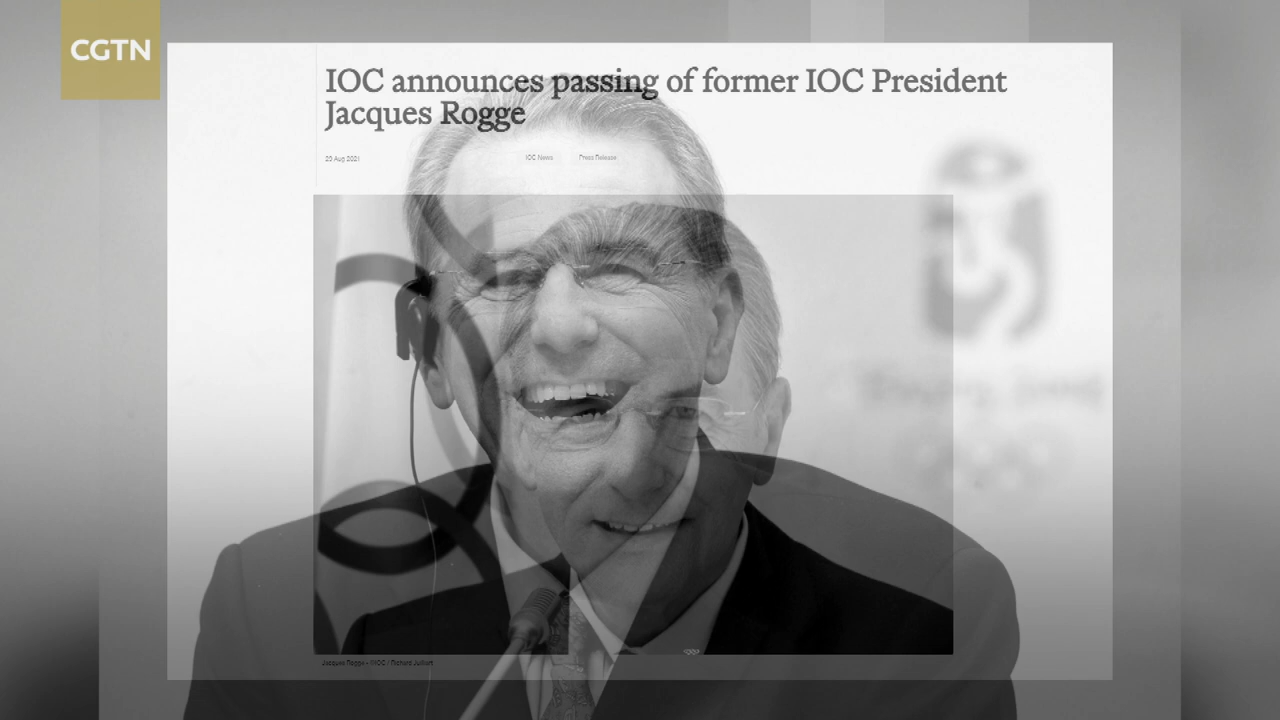 CGTN
IOC announces passing of former IOC President
Jacques Rogge
29 Aug 2021
IOC News
Press Release
Jacques Rogge - ©IOC / Richard Juilliart